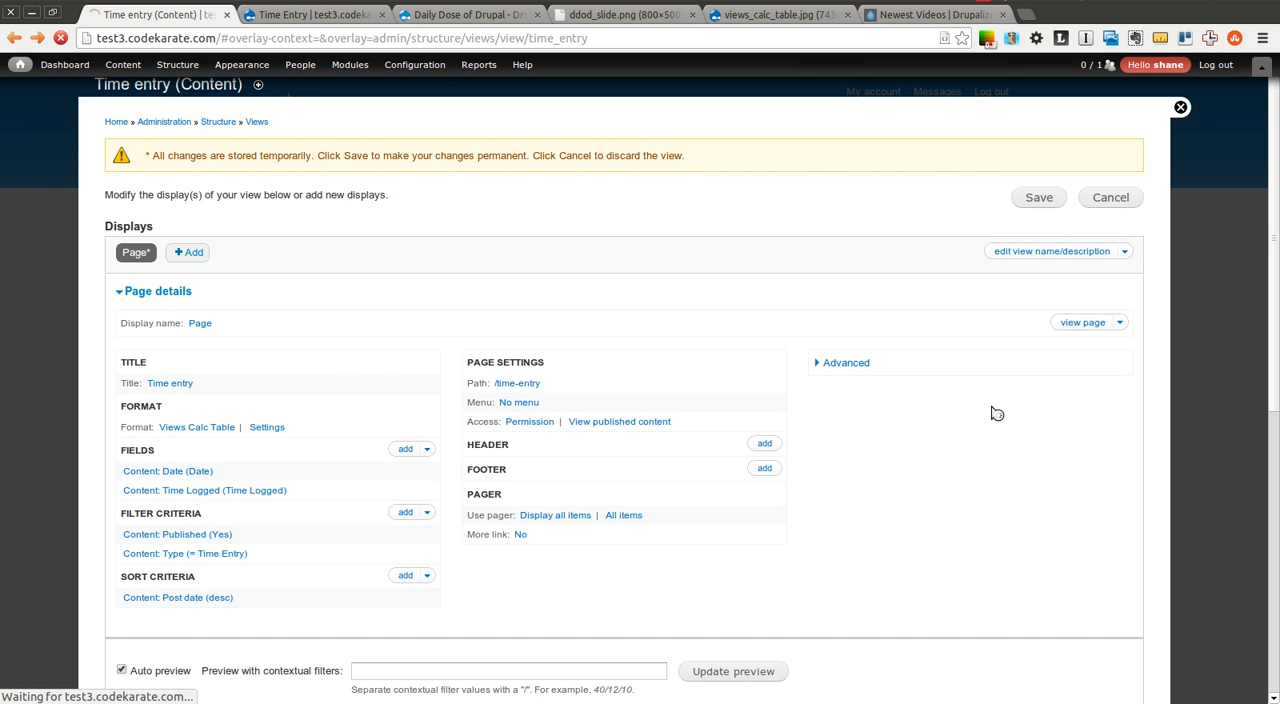 Time entry (Content) | tes
Time Entry | test3.codeka
Daily Dose of Drupal - Dr
ddod_slide.png (800×500
views_calc_table.jpg (743
Newest Videos | Drupaliz
test3.codekarate.com/#overlay-context=&overlay=admin/structure/views/view/time_entry
Dashboard Content Structure Appearance People Modules Configuration Reports Help 0 / 1 Hello shane Log out
Time entry (Content)
My account Messages Log out
Home » Administration » Structure » Views
* All changes are stored temporarily. Click Save to make your changes permanent. Click Cancel to discard the view.
Modify the display(s) of your view below or add new displays.
Save Cancel
Displays
Page* + Add edit view name/description
Page details
Display name: Page view page
TITLE
Title: Time entry
FORMAT
Format: Views Calc Table | Settings
FIELDS add
Content: Date (Date)
Content: Time Logged (Time Logged)
FILTER CRITERIA add
Content: Published (Yes)
Content: Type (= Time Entry)
SORT CRITERIA add
Content: Post date (desc)
PAGE SETTINGS
Path: /time-entry
Menu: No menu
Access: Permission | View published content
HEADER add
FOOTER add
PAGER
Use pager: Display all items | All items
More link: No
Advanced
Auto preview Preview with contextual filters: Update preview
Separate contextual filter values with a "/". For example, 40/12/10.
Waiting for test3.codekarate.com...